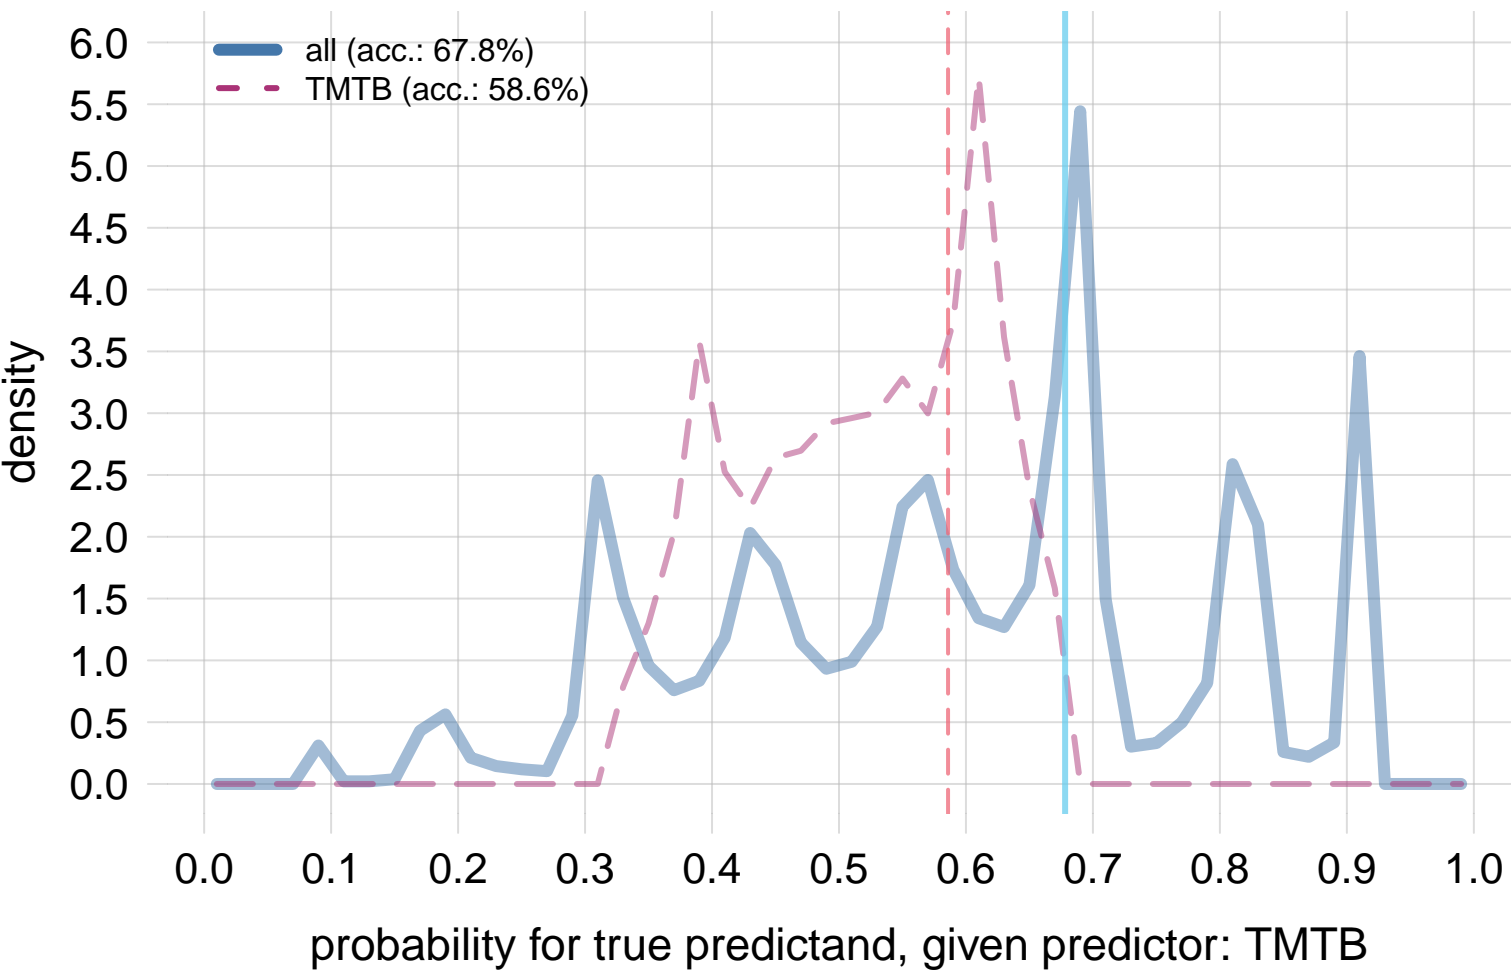 all (acc.: 67.8%)
TMTB (acc.: 58.6%)
6.0
5.5
5.0
4.5
4.0
3.5
3.0
2.5
2.0
1.5
1.0
0.5
0.0
density
0.0 0.1 0.2 0.3 0.4 0.5 0.6 0.7 0.8 0.9 1.0
probability for true predictand, given predictor: TMTB